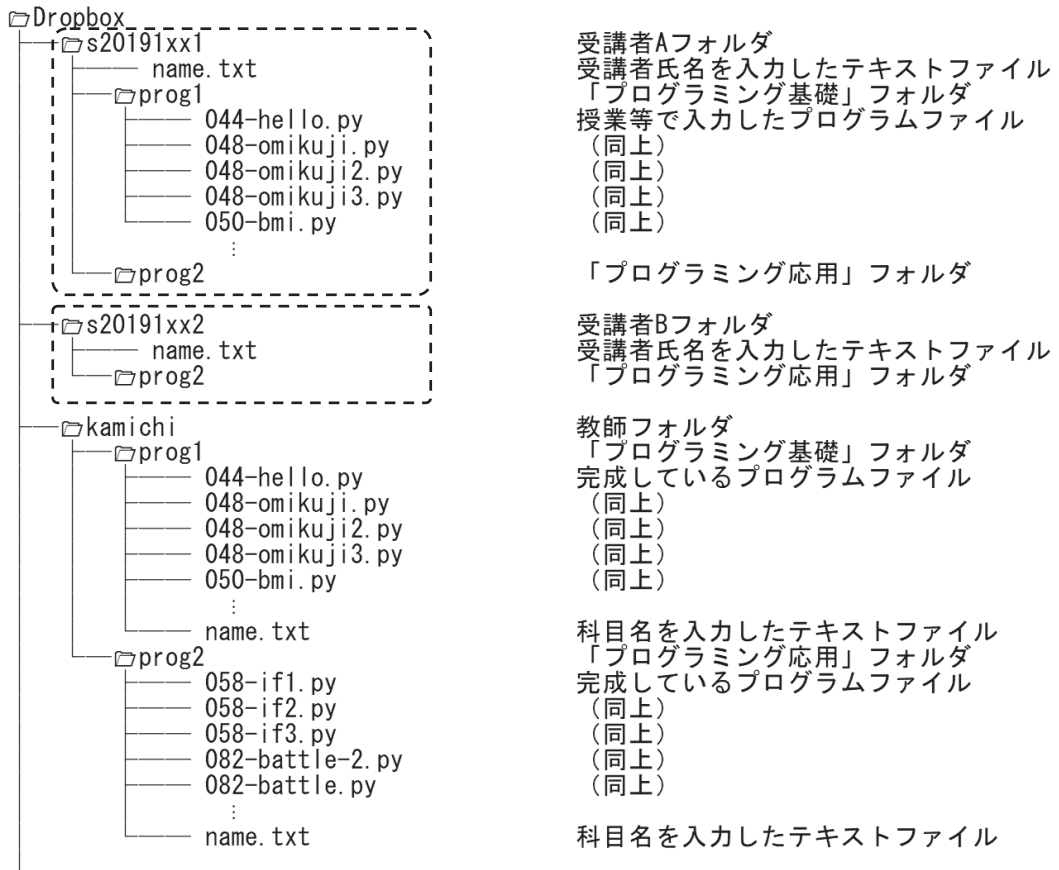 Dropbox
s20191xx1 受講者Aフォルダ
name.txt 受講者氏名を入力したテキストファイル
prog1 「プログラミング基礎」フォルダ
044-hello.py 授業等で入力したプログラムファイル
048-omikuji.py （同上）
048-omikuji2.py （同上）
048-omikuji3.py （同上）
050-bmi.py （同上）
⋮
prog2 「プログラミング応用」フォルダ
s20191xx2 受講者Bフォルダ
name.txt 受講者氏名を入力したテキストファイル
prog2 「プログラミング応用」フォルダ
kamichi 教師フォルダ
prog1 「プログラミング基礎」フォルダ
044-hello.py 完成しているプログラムファイル
048-omikuji.py （同上）
048-omikuji2.py （同上）
048-omikuji3.py （同上）
050-bmi.py （同上）
⋮
name.txt 科目名を入力したテキストファイル
prog2 「プログラミング応用」フォルダ
058-if1.py 完成しているプログラムファイル
058-if2.py （同上）
058-if3.py （同上）
082-battle-2.py （同上）
082-battle.py （同上）
⋮
name.txt 科目名を入力したテキストファイル